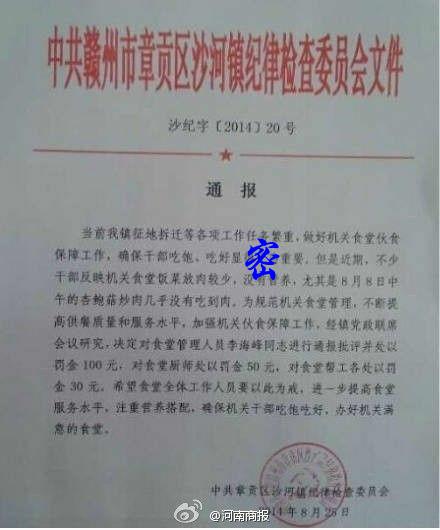 中共赣州市章贡区沙河镇纪律检查委员会文件
沙纪字〔2014〕20号
通 报
当前我镇征地拆迁等各项工作任务繁重,做好机关食堂伙食
保障工作,确保干部吃饱、吃好显 重要。但是近期,不少
密
干部反映机关食堂饭菜放肉较少,没有营养,尤其是8月8日中
午的杏鲍菇炒肉几乎没有吃到肉。为规范机关食堂管理,不断提
高供餐质量和服务水平,加强机关伙食保障工作,经镇党政联席
会议研究,决定对食堂管理人员李海峰同志进行通报批评并处以
罚金100元,对食堂厨师处以罚金50元,对食堂帮工各处以罚
金30元。希望食堂全体工作人员要以此为戒,进一步提高食堂
服务水平,注重营养搭配,确保机关干部吃饱吃好,办好机关满
意的食堂。
中共章贡区沙河镇纪律检查委员会
2014年8月25日
@河南商报